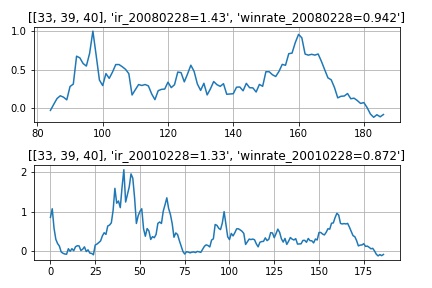 [[33, 39, 40], 'ir_20080228=1.43', 'winrate_20080228=0.942']
1.0
0.5
0.0
80 100 120 140 160 180
[[33, 39, 40], 'ir_20010228=1.33', 'winrate_20010228=0.872']
2
1
0
0 25 50 75 100 125 150 175